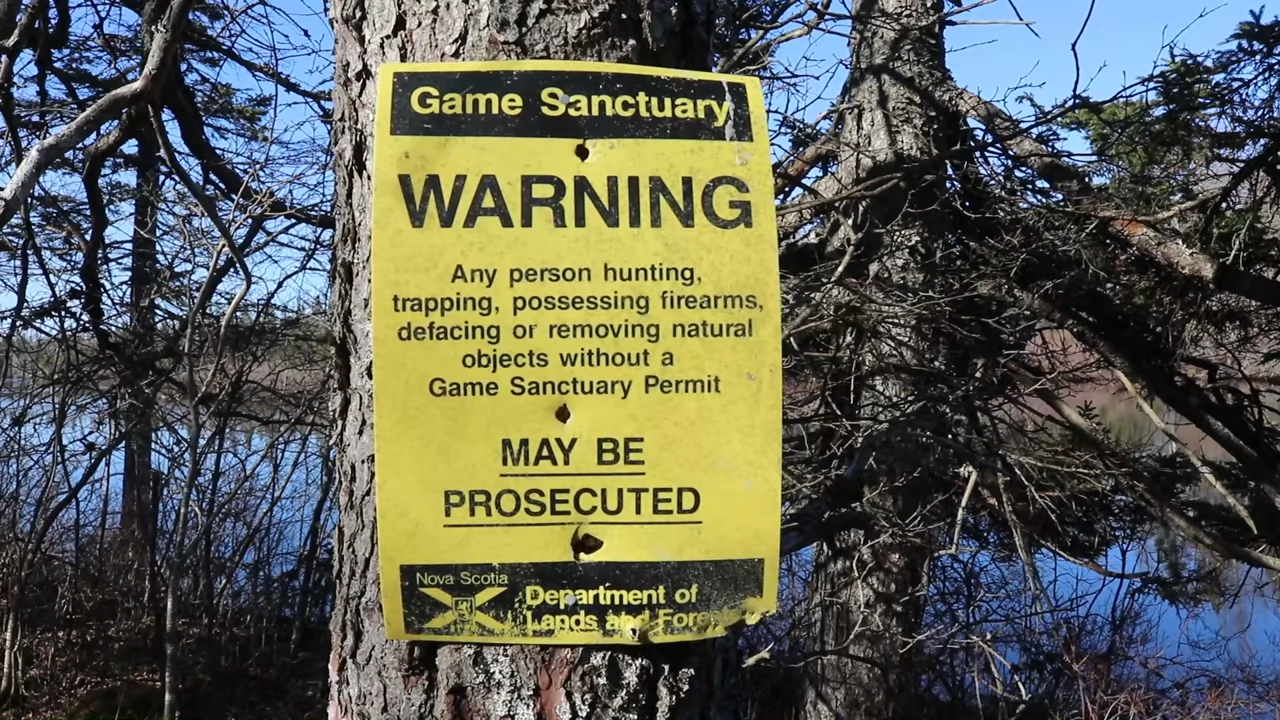 Game Sanctuary
WARNING
Any person hunting,
trapping, possessing firearms,
defacing or removing natural
objects without a
Game Sanctuary Permit
MAY BE
PROSECUTED
Nova Scotia
Department of
Lands and